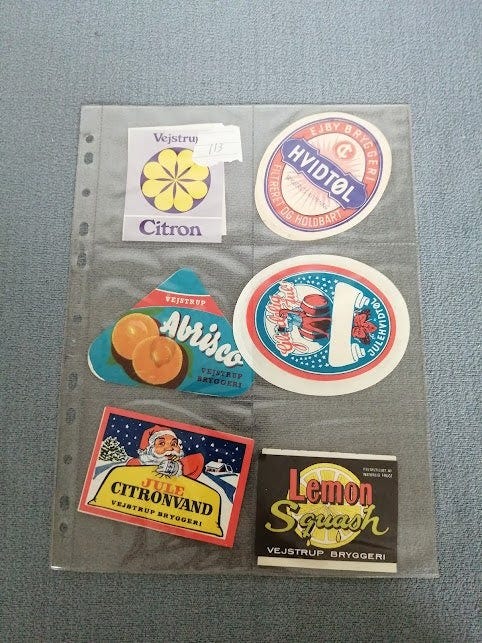 Vejstrup
113
Citron
EJBY BRYGGERI
HVIDTØL
FILTRERET OG HOLDBART
VEJSTRUP
Abrisco
VEJSTRUP
BRYGGERI
JULEHVIDTØL
JULE
CITRONVAND
VEJSTRUP BRYGGERI
Lemon
Squash
VEJSTRUP BRYGGERI